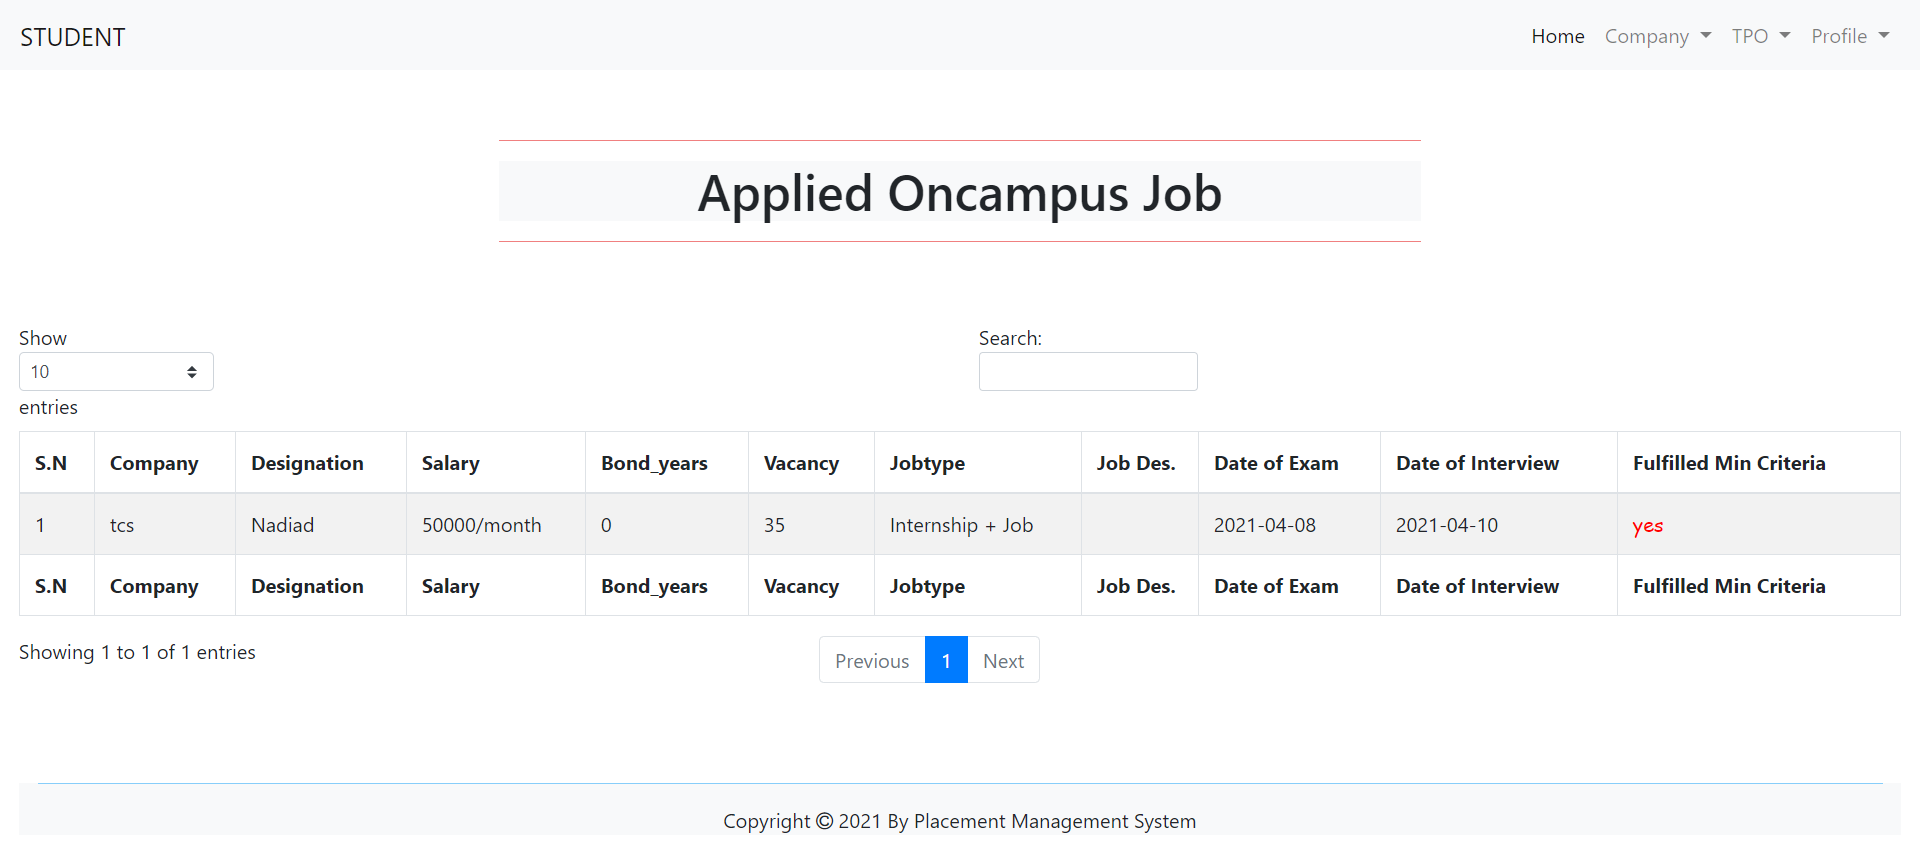 STUDENT Home Company TPO Profile
Applied Oncampus Job
Show Search:
10
entries
S.N Company Designation Salary Bond_years Vacancy Jobtype Job Des. Date of Exam Date of Interview Fulfilled Min Criteria
1 tcs Nadiad 50000/month 0 35 Internship + Job 2021-04-08 2021-04-10 yes
S.N Company Designation Salary Bond_years Vacancy Jobtype Job Des. Date of Exam Date of Interview Fulfilled Min Criteria
Showing 1 to 1 of 1 entries Previous 1 Next
Copyright © 2021 By Placement Management System